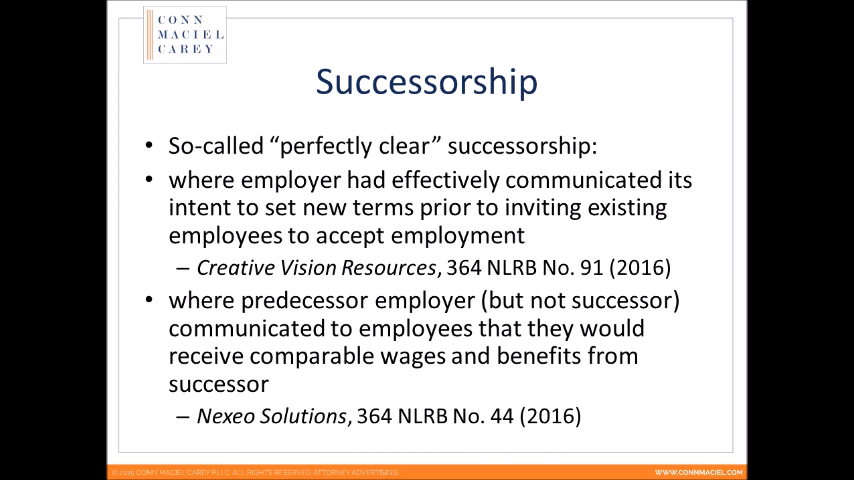 CONN
MACIEL
CAREY
Successorship
• So-called “perfectly clear” successorship:
• where employer had effectively communicated its
intent to set new terms prior to inviting existing
employees to accept employment
– Creative Vision Resources, 364 NLRB No. 91 (2016)
• where predecessor employer (but not successor)
communicated to employees that they would
receive comparable wages and benefits from
successor
– Nexeo Solutions, 364 NLRB No. 44 (2016)
© 2019 CONN MACIEL CAREY PLLC ALL RIGHTS RESERVED ATTORNEY ADVERTISING
WWW.CONNMACIEL.COM